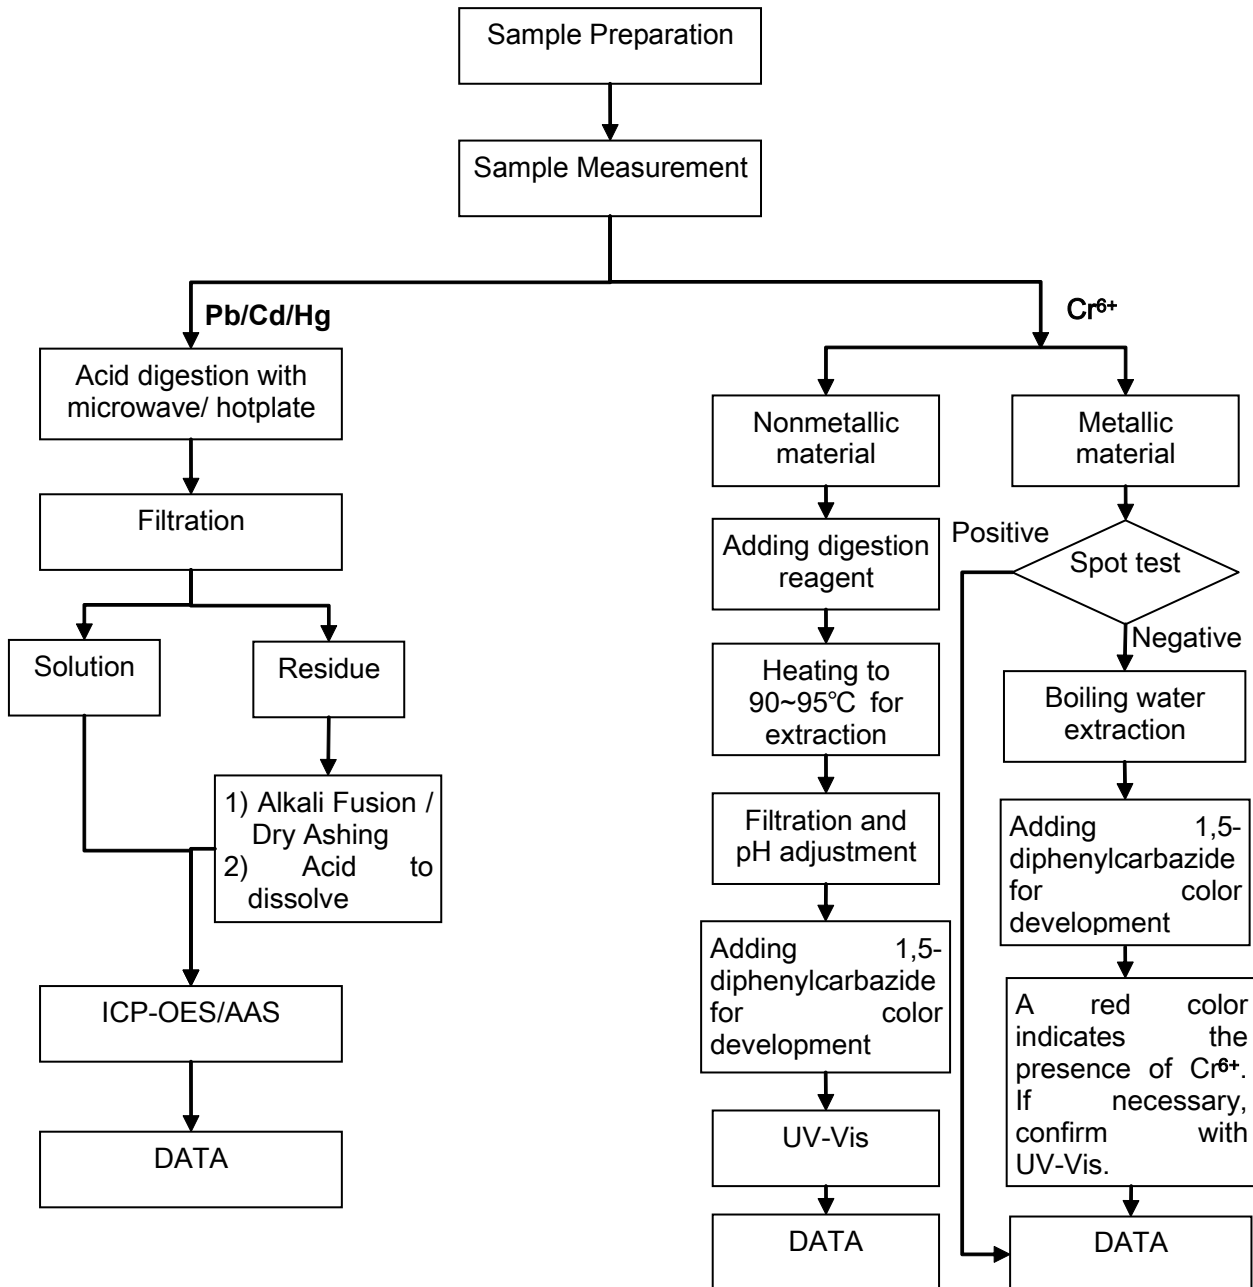 Sample Preparation
Sample Measurement
Pb/Cd/Hg
Acid digestion with
microwave/ hotplate
Filtration
Solution
Residue
1) Alkali Fusion /
Dry Ashing
2) Acid to
dissolve
ICP-OES/AAS
DATA
Cr⁶⁺
Nonmetallic
material
Adding digestion
reagent
Heating to
90~95℃ for
extraction
Filtration and
pH adjustment
Adding 1,5-
diphenylcarbazide
for color
development
UV-Vis
DATA
Metallic
material
Positive
Spot test
Negative
Boiling water
extraction
Adding 1,5-
diphenylcarbazide
for color
development
A red color
indicates the
presence of Cr⁶⁺.
If necessary,
confirm with
UV-Vis.
DATA